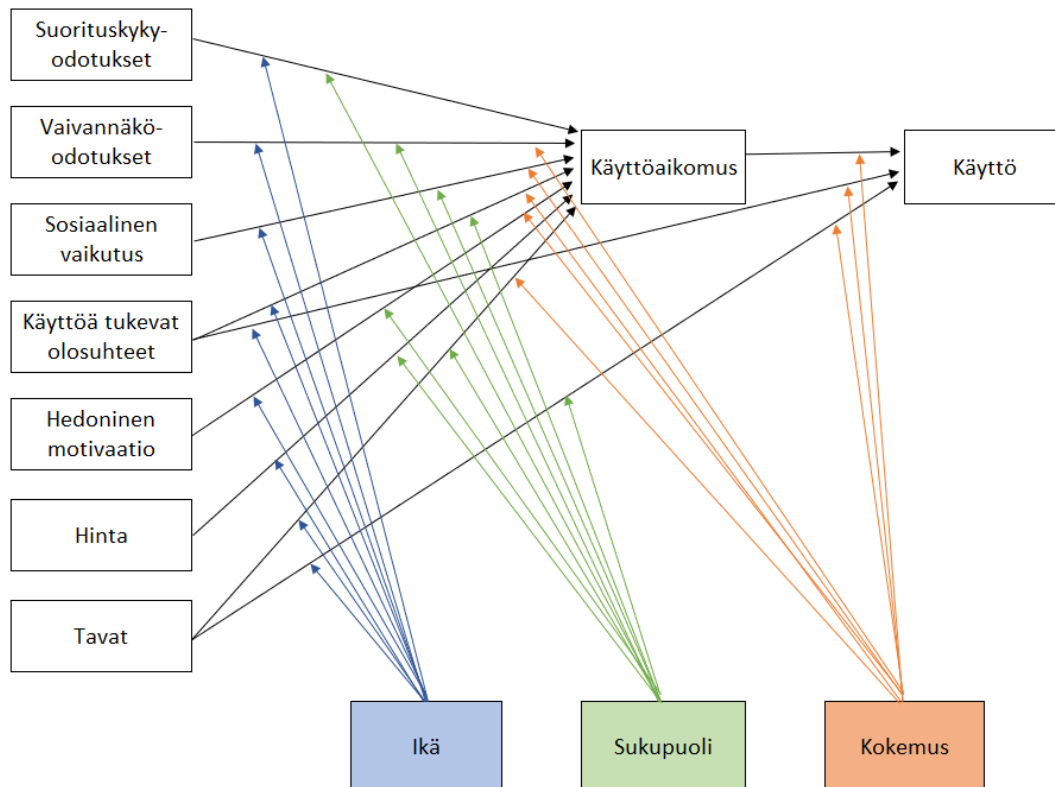 Suorituskyky-
odotukset
Vaivannäkö-
odotukset
Sosiaalinen
vaikutus
Käyttöä tukevat
olosuhteet
Hedoninen
motivaatio
Hinta
Tavat
Käyttöaikomus
Käyttö
Ikä
Sukupuoli
Kokemus